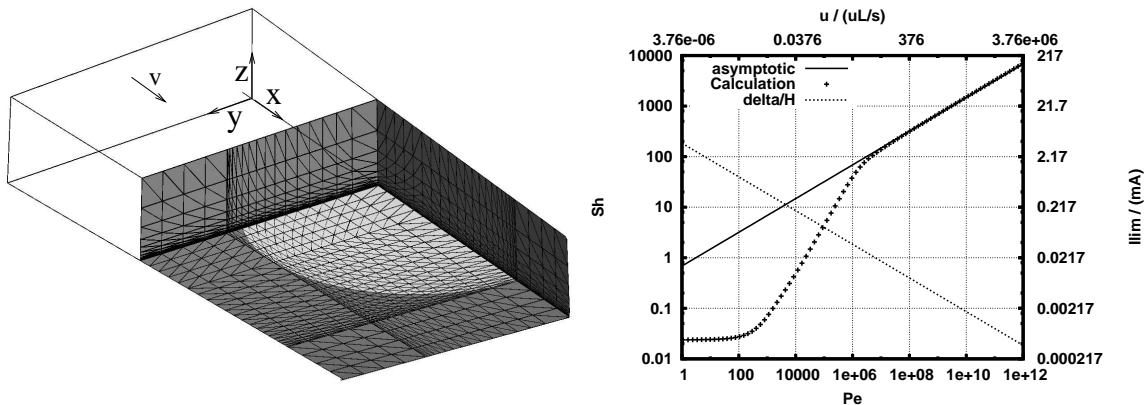 v
z
x
y
u / (uL/s)
3.76e-06 0.0376 376 3.76e+06
asymptotic
Calculation
delta/H
10000
1000
100
10
1
0.1
0.01
Sh
217
21.7
2.17
0.217
0.0217
0.00217
0.000217
Ilim / (mA)
1 100 10000 1e+06 1e+08 1e+10 1e+12
Pe